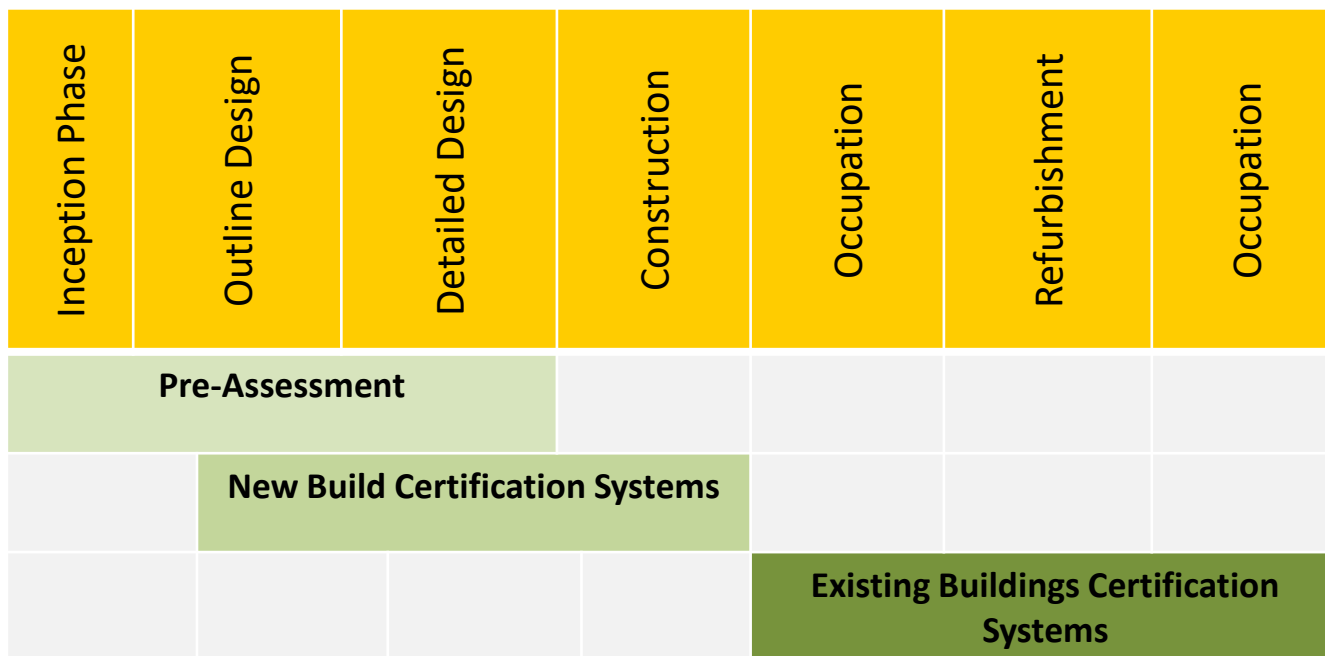 Inception Phase
Outline Design
Detailed Design
Construction
Occupation
Refurbishment
Occupation
Pre-Assessment
New Build Certification Systems
Existing Buildings Certification
Systems